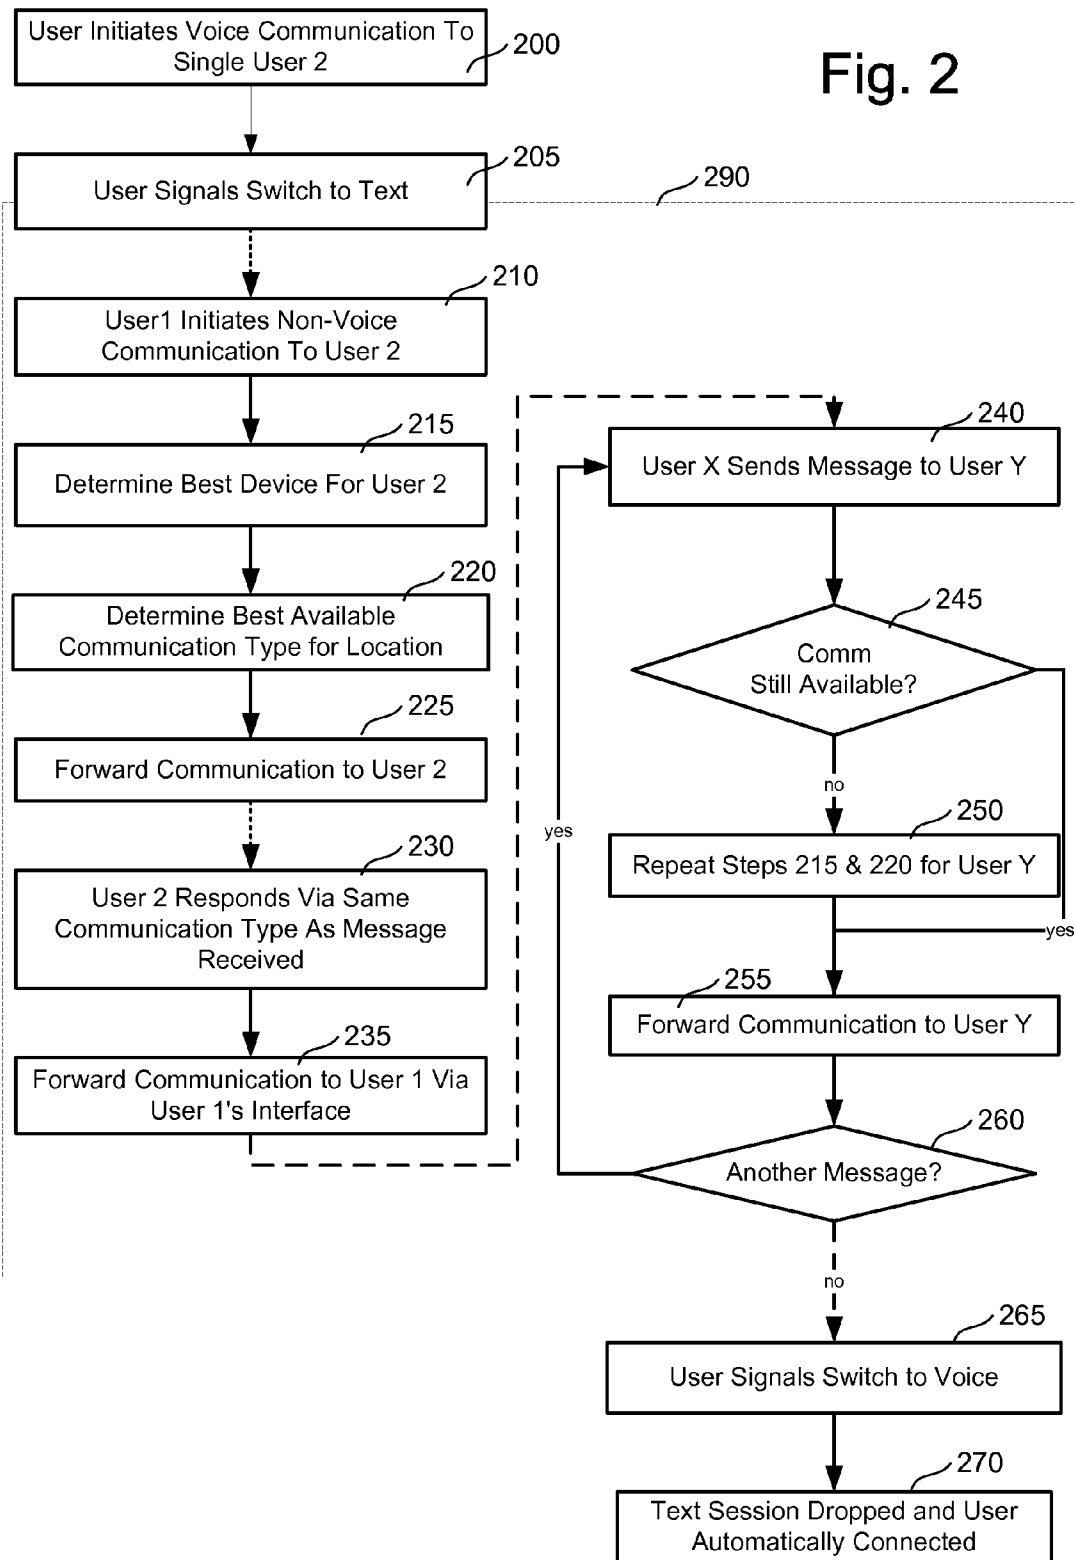 Fig. 2
User Initiates Voice Communication To
Single User 2
200
User Signals Switch to Text
205
290
User1 Initiates Non-Voice
Communication To User 2
210
Determine Best Device For User 2
215
Determine Best Available
Communication Type for Location
220
Forward Communication to User 2
225
User 2 Responds Via Same
Communication Type As Message
Received
230
Forward Communication to User 1 Via
User 1's Interface
235
User X Sends Message to User Y
240
Comm
Still Available?
245
no
yes
Repeat Steps 215 & 220 for User Y
250
yes
Forward Communication to User Y
255
Another Message?
260
no
User Signals Switch to Voice
265
Text Session Dropped and User
Automatically Connected
270